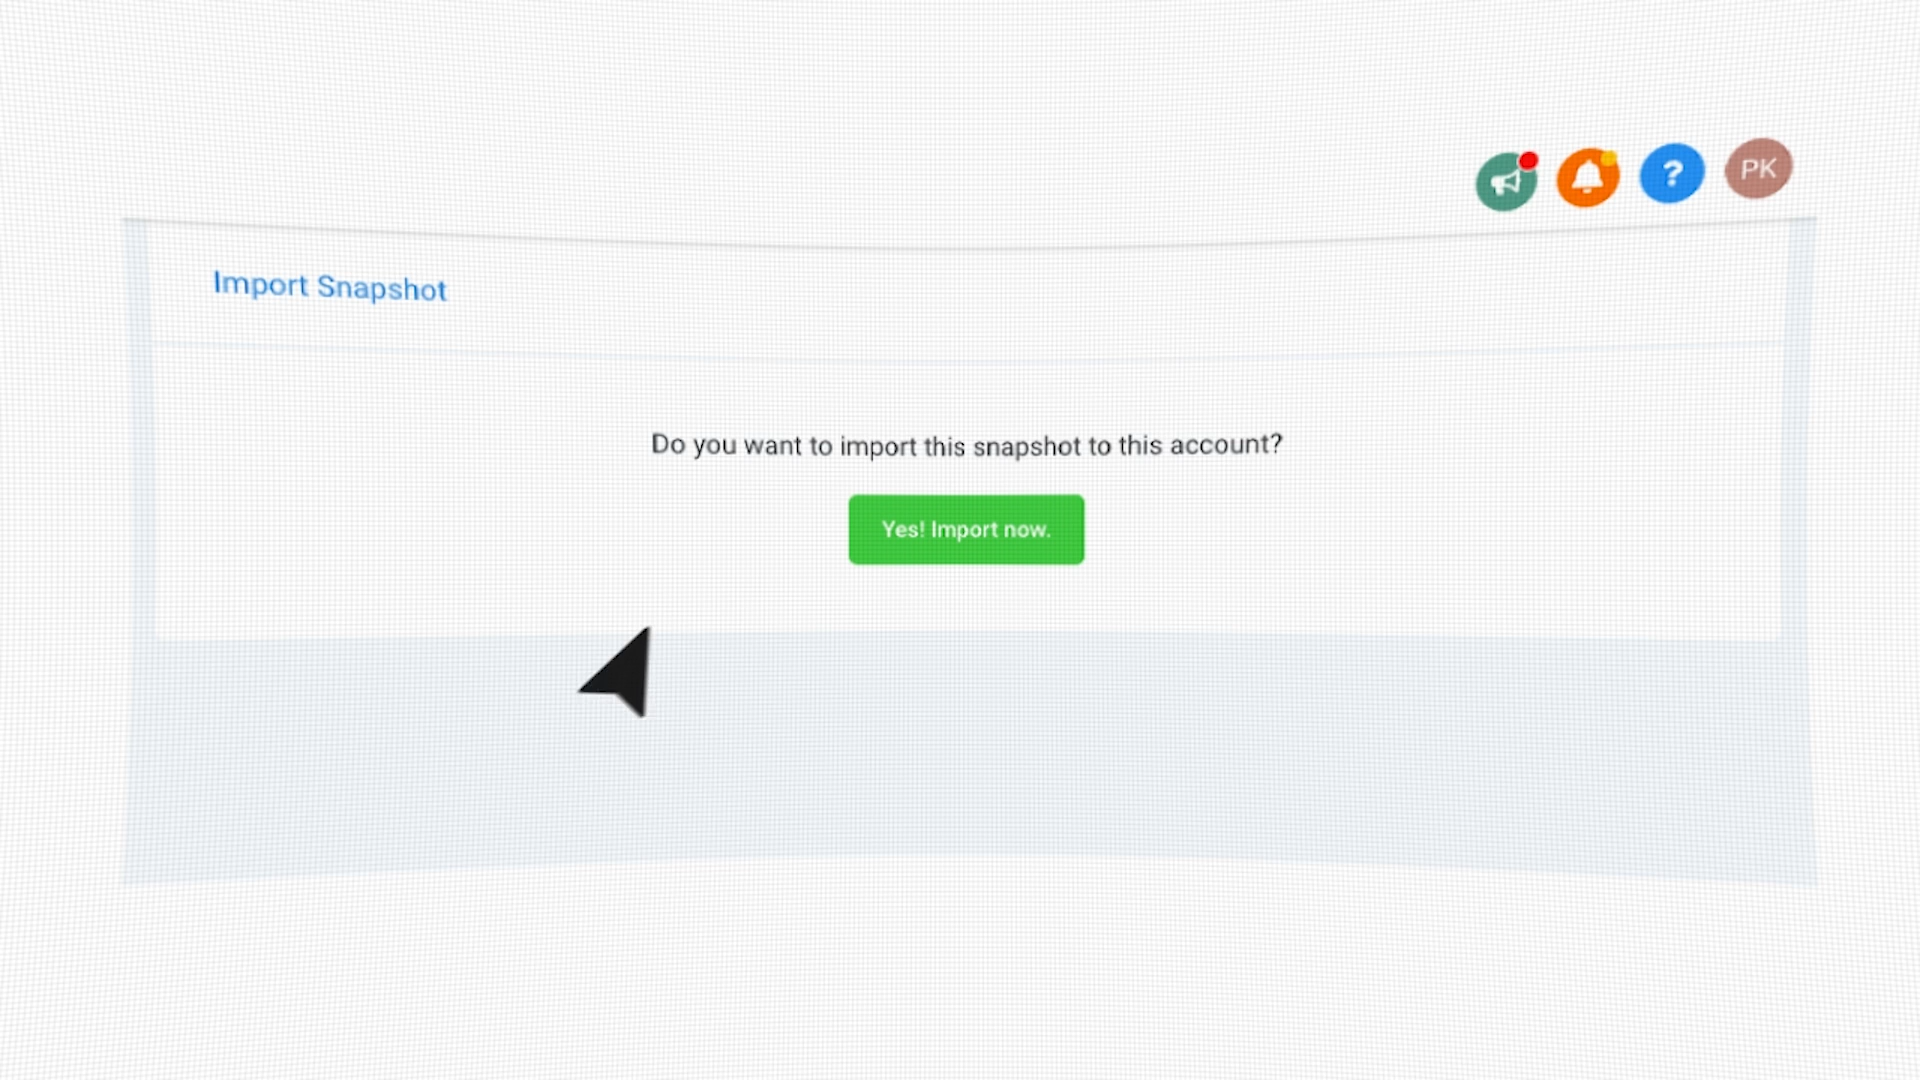 ?
PK
Import Snapshot
Do you want to import this snapshot to this account?
Yes! Import now.